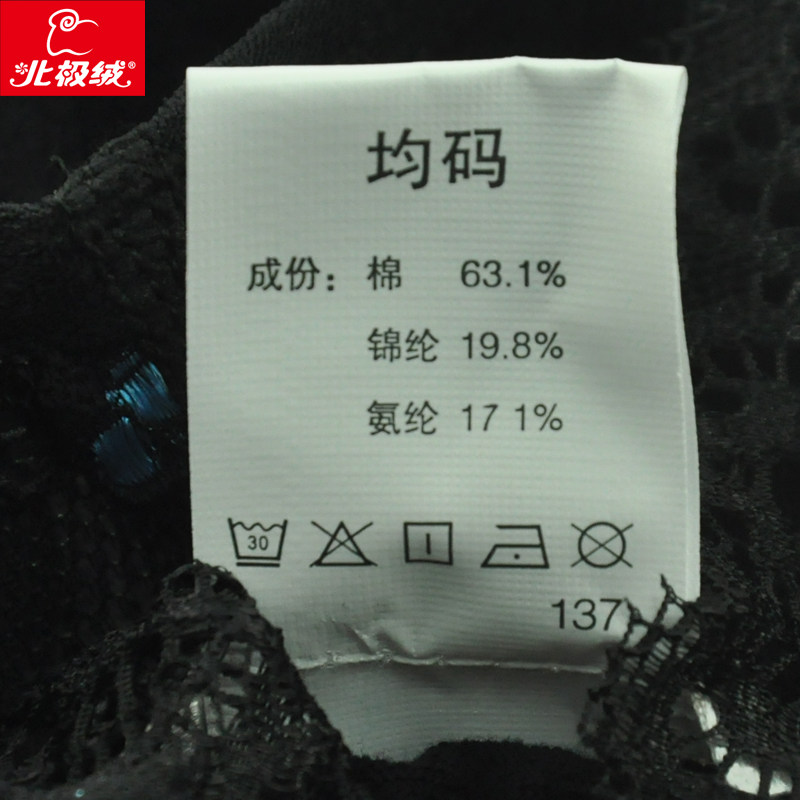 北极绒®
均码
成份：棉 63.1%
锦纶 19.8%
氨纶 17 1%
30
137